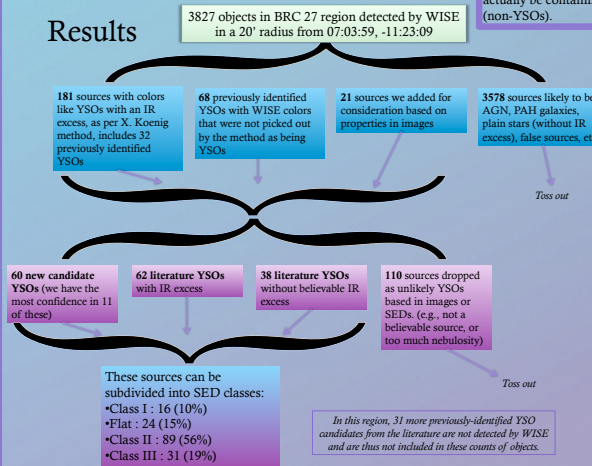 actually be contamin
(non-YSOs).
Results
3827 objects in BRC 27 region detected by WISE
in a 20' radius from 07:03:59, -11:23:09
181 sources with colors
like YSOs with an IR
excess, as per X. Koenig
method, includes 32
previously identified
YSOs
68 previously identified
YSOs with WISE colors
that were not picked out
by the method as being
YSOs
21 sources we added for
consideration based on
properties in images
3578 sources likely to be
AGN, PAH galaxies,
plain stars (without IR
excess), false sources, et
Toss out
60 new candidate
YSOs (we have the
most confidence in 11
of these)
62 literature YSOs
with IR excess
38 literature YSOs
without believable IR
excess
110 sources dropped
as unlikely YSOs
based in images or
SEDs. (e.g., not a
believable source, or
too much nebulosity)
Toss out
These sources can be
subdivided into SED classes:
•Class I : 16 (10%)
•Flat : 24 (15%)
•Class II : 89 (56%)
•Class III : 31 (19%)
In this region, 31 more previously-identified YSO
candidates from the literature are not detected by WISE
and are thus not included in these counts of objects.